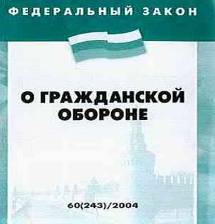 ФЕДЕРАЛЬНЫЙ ЗАКОН
О ГРАЖДАНСКОЙ
ОБОРОНЕ
60(243)/2004